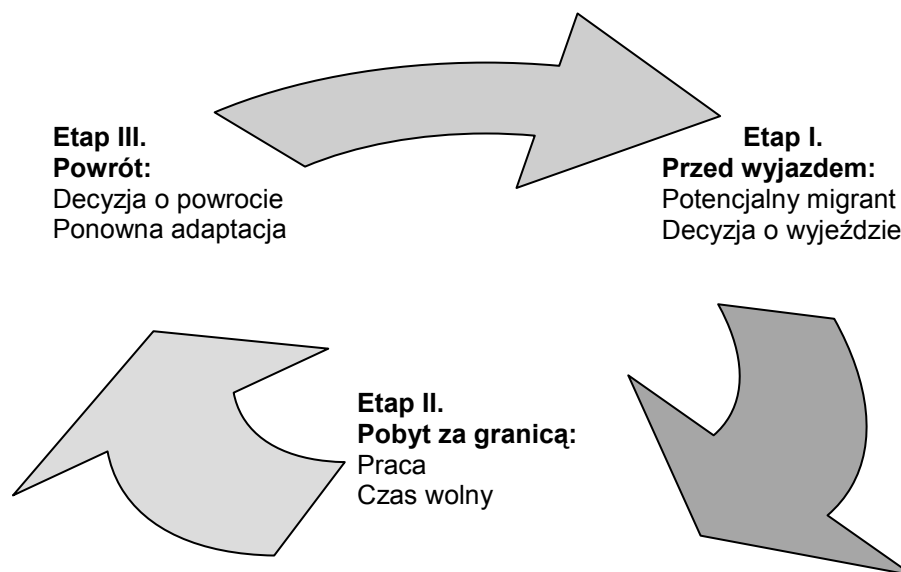 Etap III.
Powrót:
Decyzja o powrocie
Ponowna adaptacja
Etap I.
Przed wyjazdem:
Potencjalny migrant
Decyzja o wyjeździe
Etap II.
Pobyt za granicą:
Praca
Czas wolny